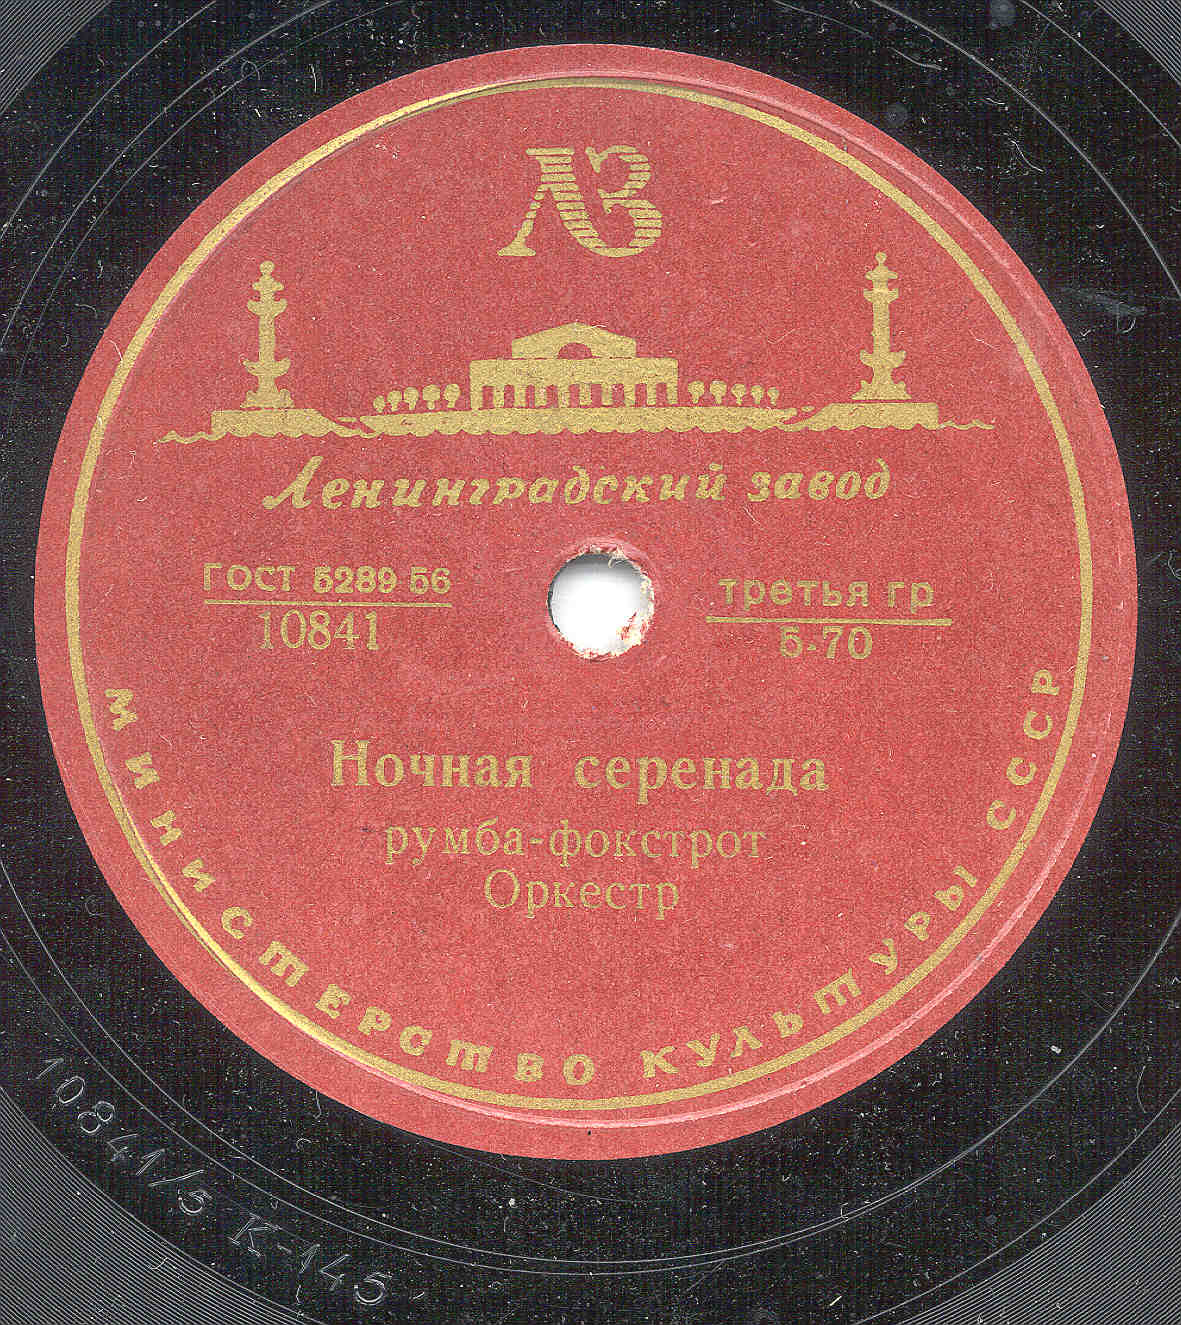 ЛЗ
Ленинградский завод
ГОСТ 5289 56
10841
третья гр
5-70
Ночная серенада
румба-фокстрот
Оркестр
МИНИСТЕРСТВО КУЛЬТУРЫ СССР
10841/5 К-145